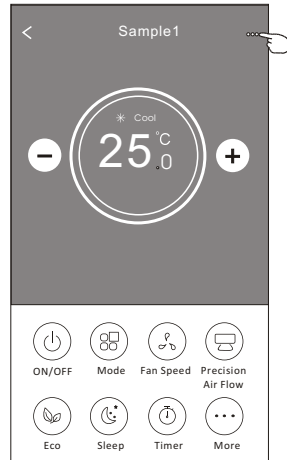 Sample1
Cool
25.0°C
ON/OFF Mode Fan Speed Precision Air Flow
Eco Sleep Timer More